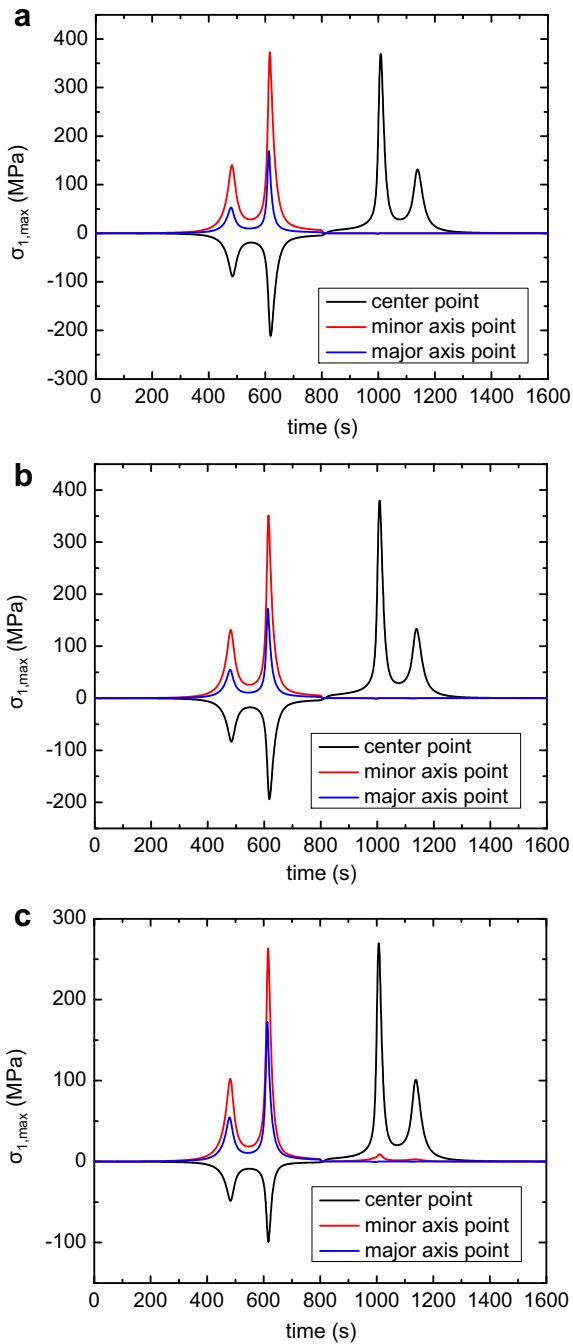 a
400
300
200
100
0
-100
-200
-300
σ1,max (MPa)
center point
minor axis point
major axis point
0 200 400 600 800 1000 1200 1400 1600
time (s)
b
400
300
200
100
0
-100
-200
σ1,max (MPa)
center point
minor axis point
major axis point
0 200 400 600 800 1000 1200 1400 1600
time (s)
c
300
200
100
0
-100
σ1,max (MPa)
center point
minor axis point
major axis point
0 200 400 600 800 1000 1200 1400 1600
time (s)